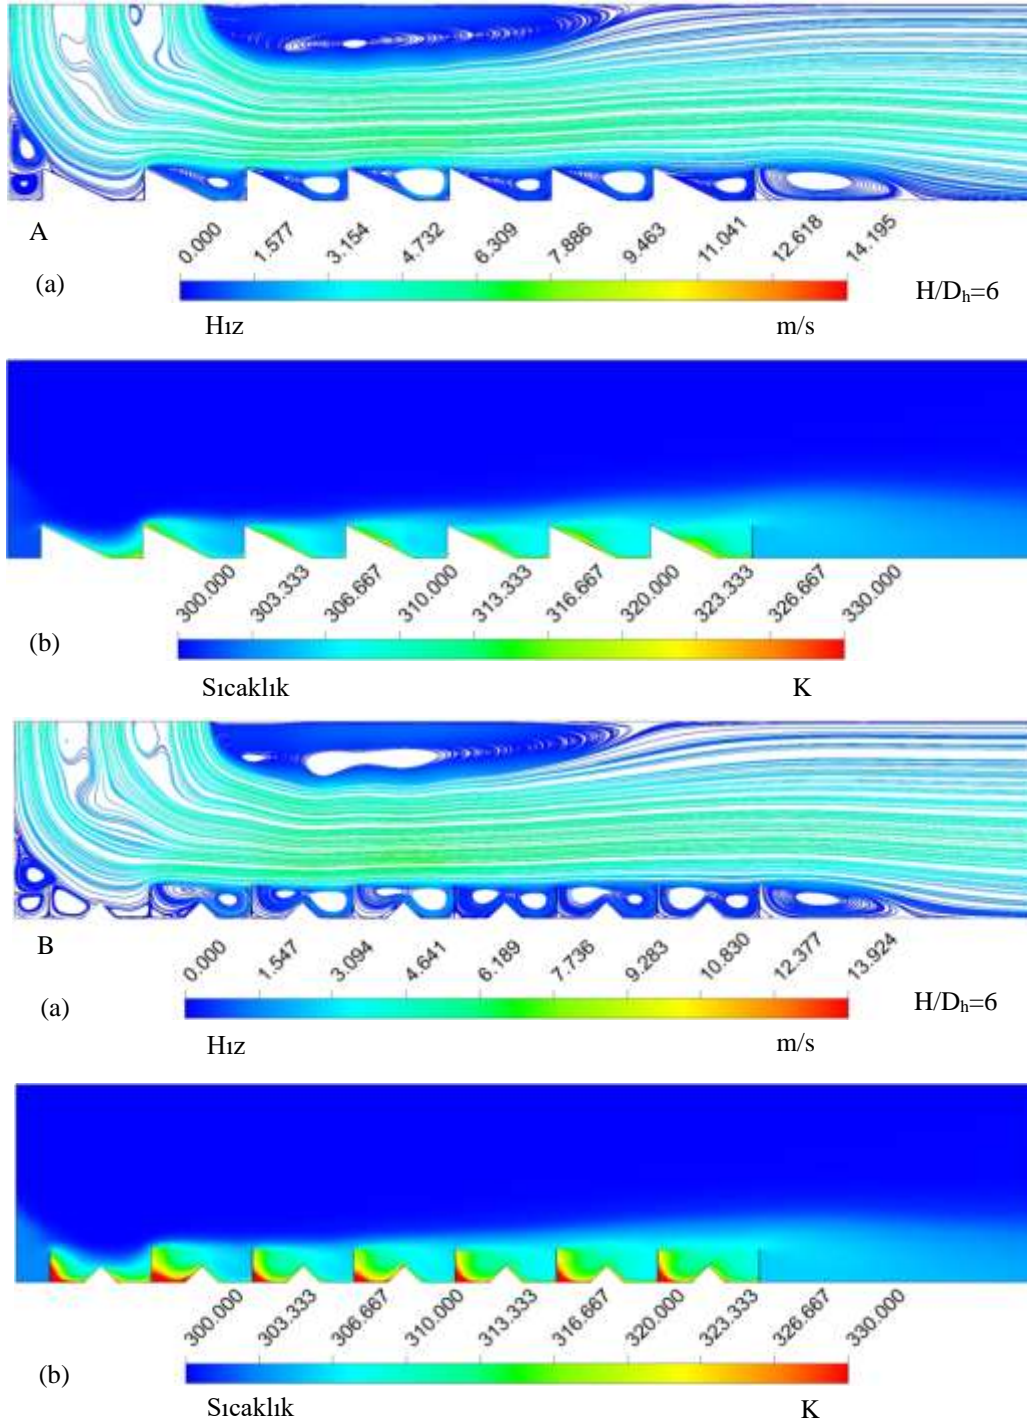 A
0.000 1.577 3.154 4.732 6.309 7.886 9.463 11.041 12.618 14.195
(a) H/Dₕ=6
Hız m/s
300.000 303.333 306.667 310.000 313.333 316.667 320.000 323.333 326.667 330.000
(b)
Sıcaklık K
B
0.000 1.547 3.094 4.641 6.189 7.736 9.283 10.830 12.377 13.924
(a) H/Dₕ=6
Hız m/s
300.000 303.333 306.667 310.000 313.333 316.667 320.000 323.333 326.667 330.000
(b)
Sıcaklık K